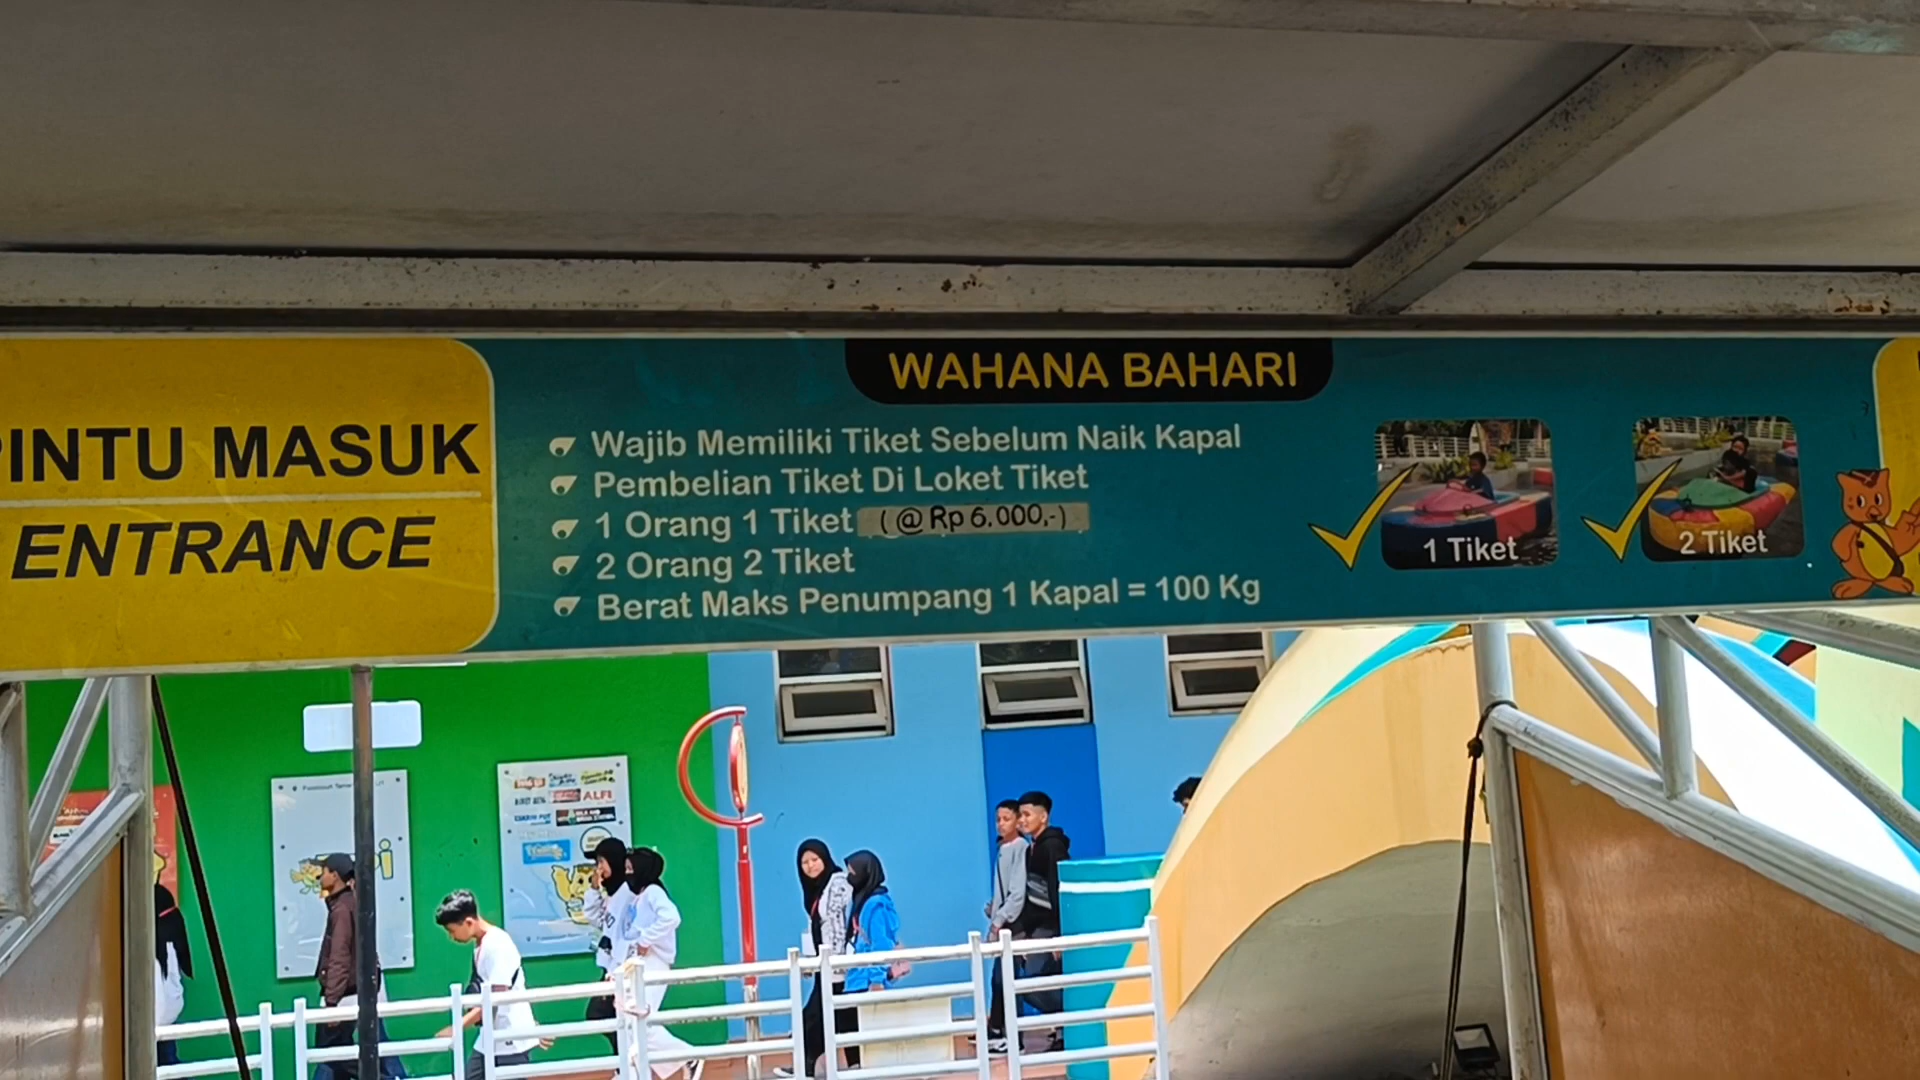 PINTU MASUK
ENTRANCE
WAHANA BAHARI
Wajib Memiliki Tiket Sebelum Naik Kapal
Pembelian Tiket Di Loket Tiket
1 Orang 1 Tiket (@ Rp 6.000,-)
2 Orang 2 Tiket
Berat Maks Penumpang 1 Kapal = 100 Kg
1 Tiket
2 Tiket
ALFI